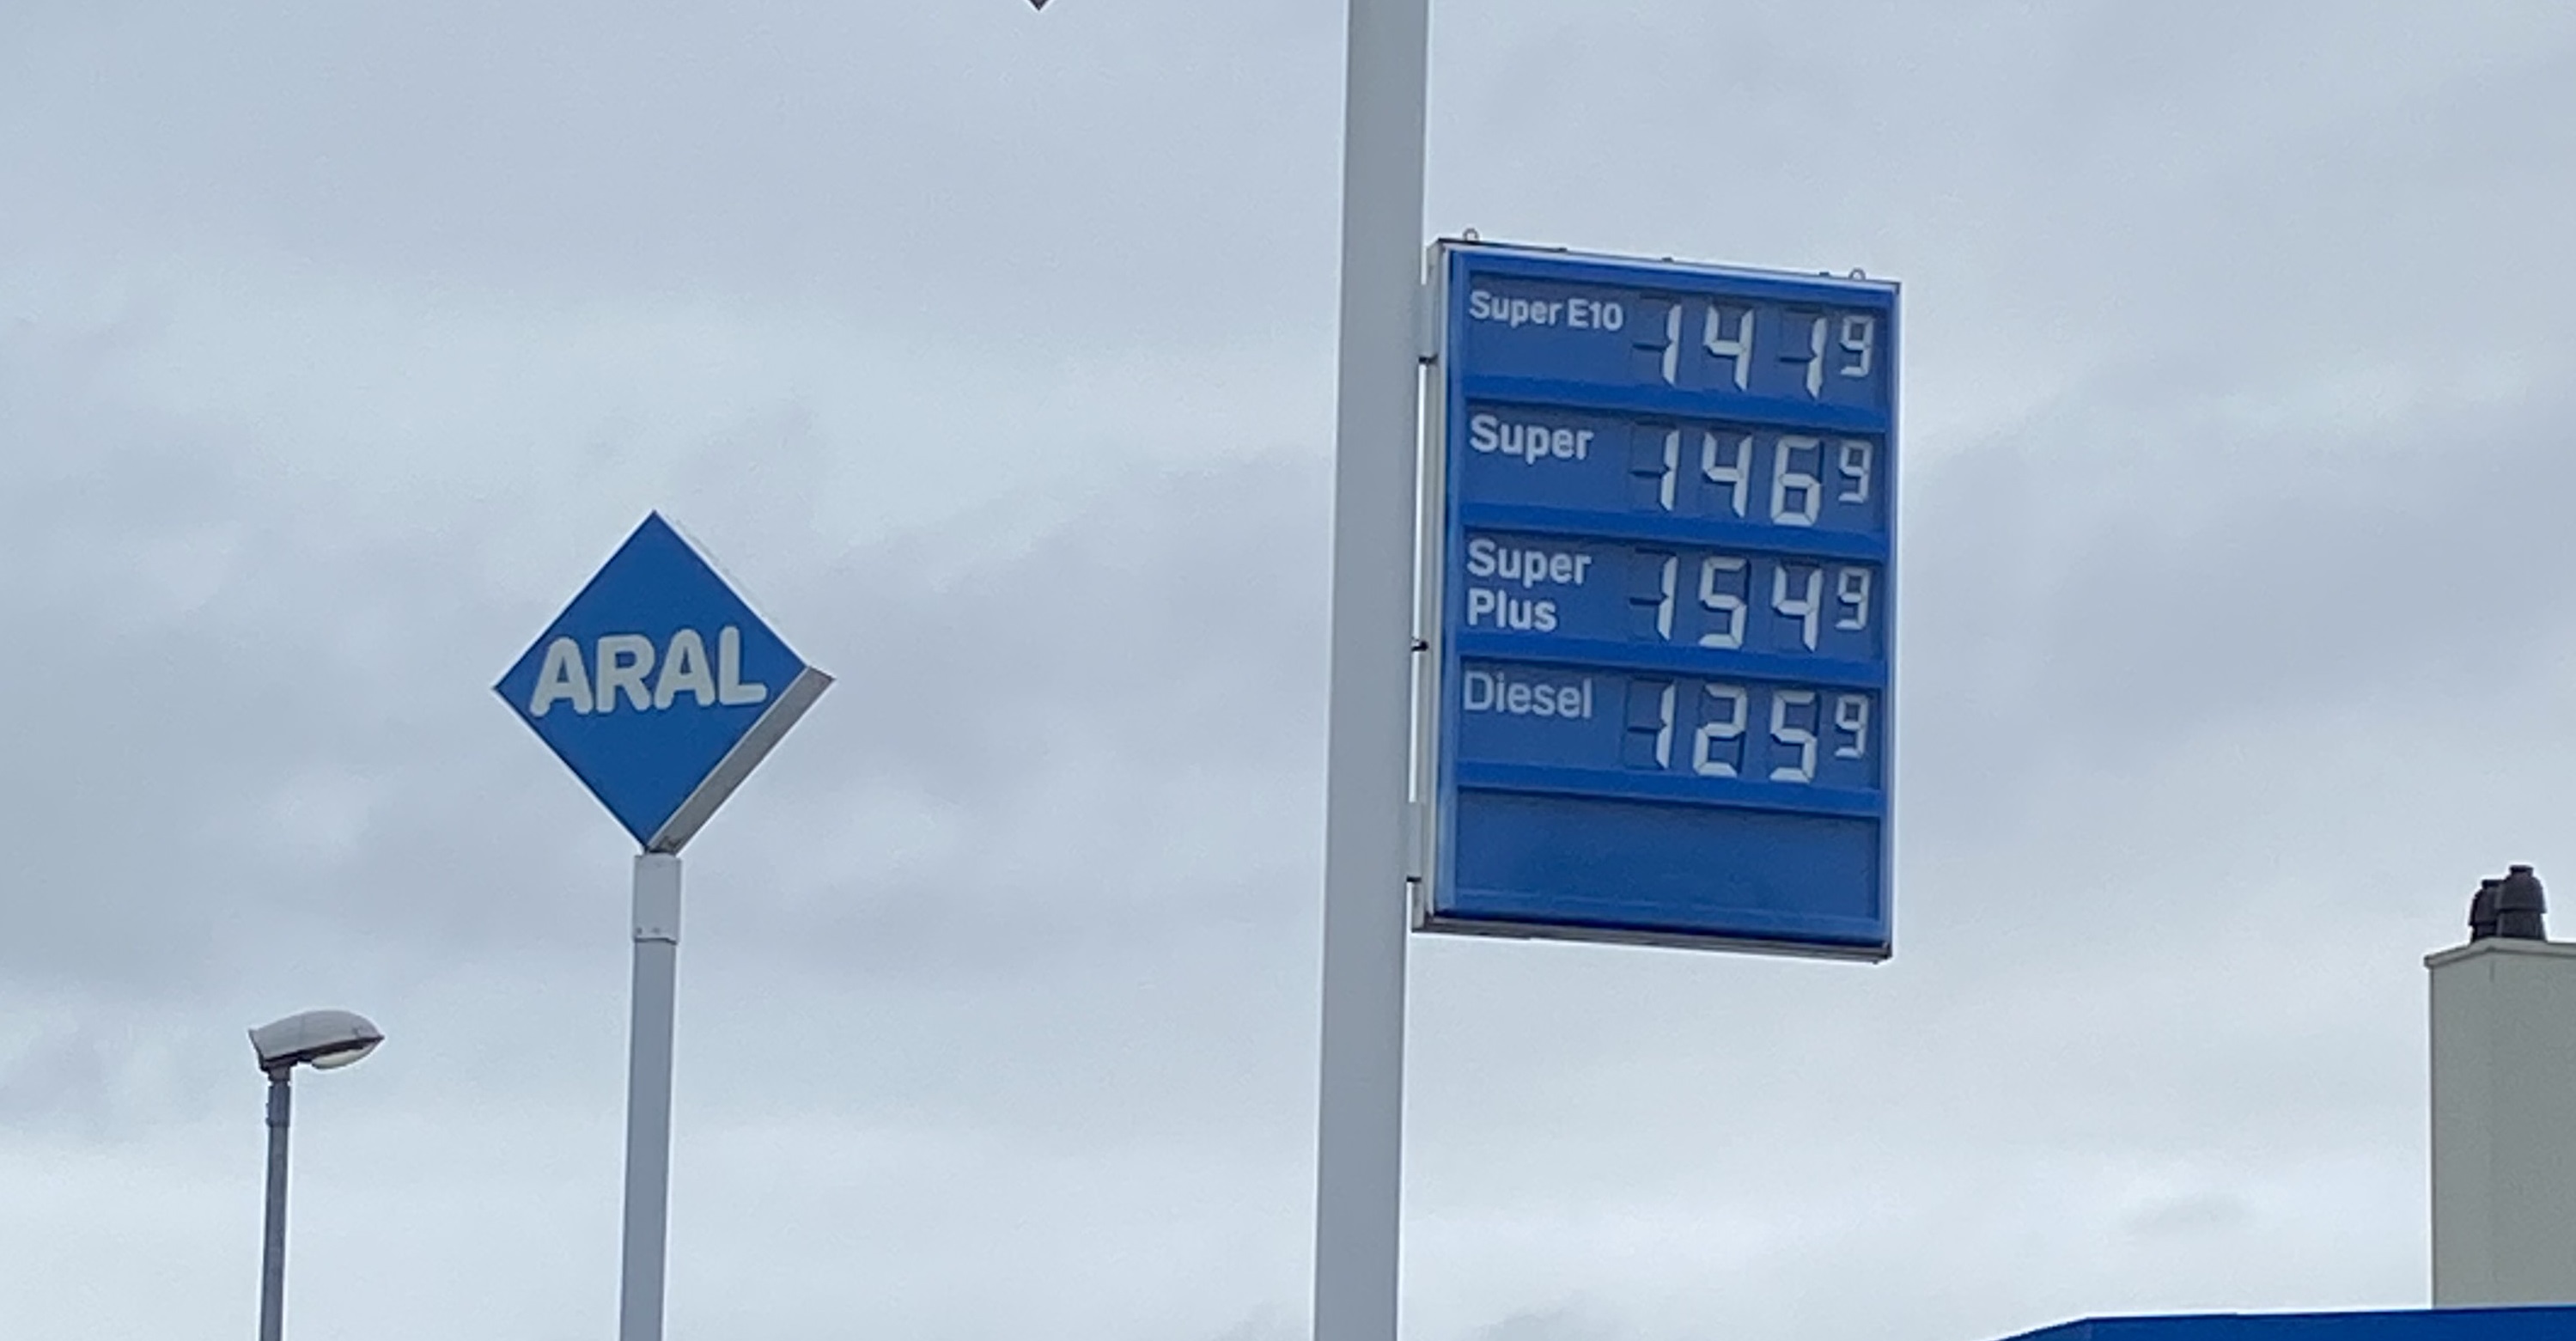 ARAL
Super E10 141⁹
Super 146⁹
Super
Plus 154⁹
Diesel 125⁹